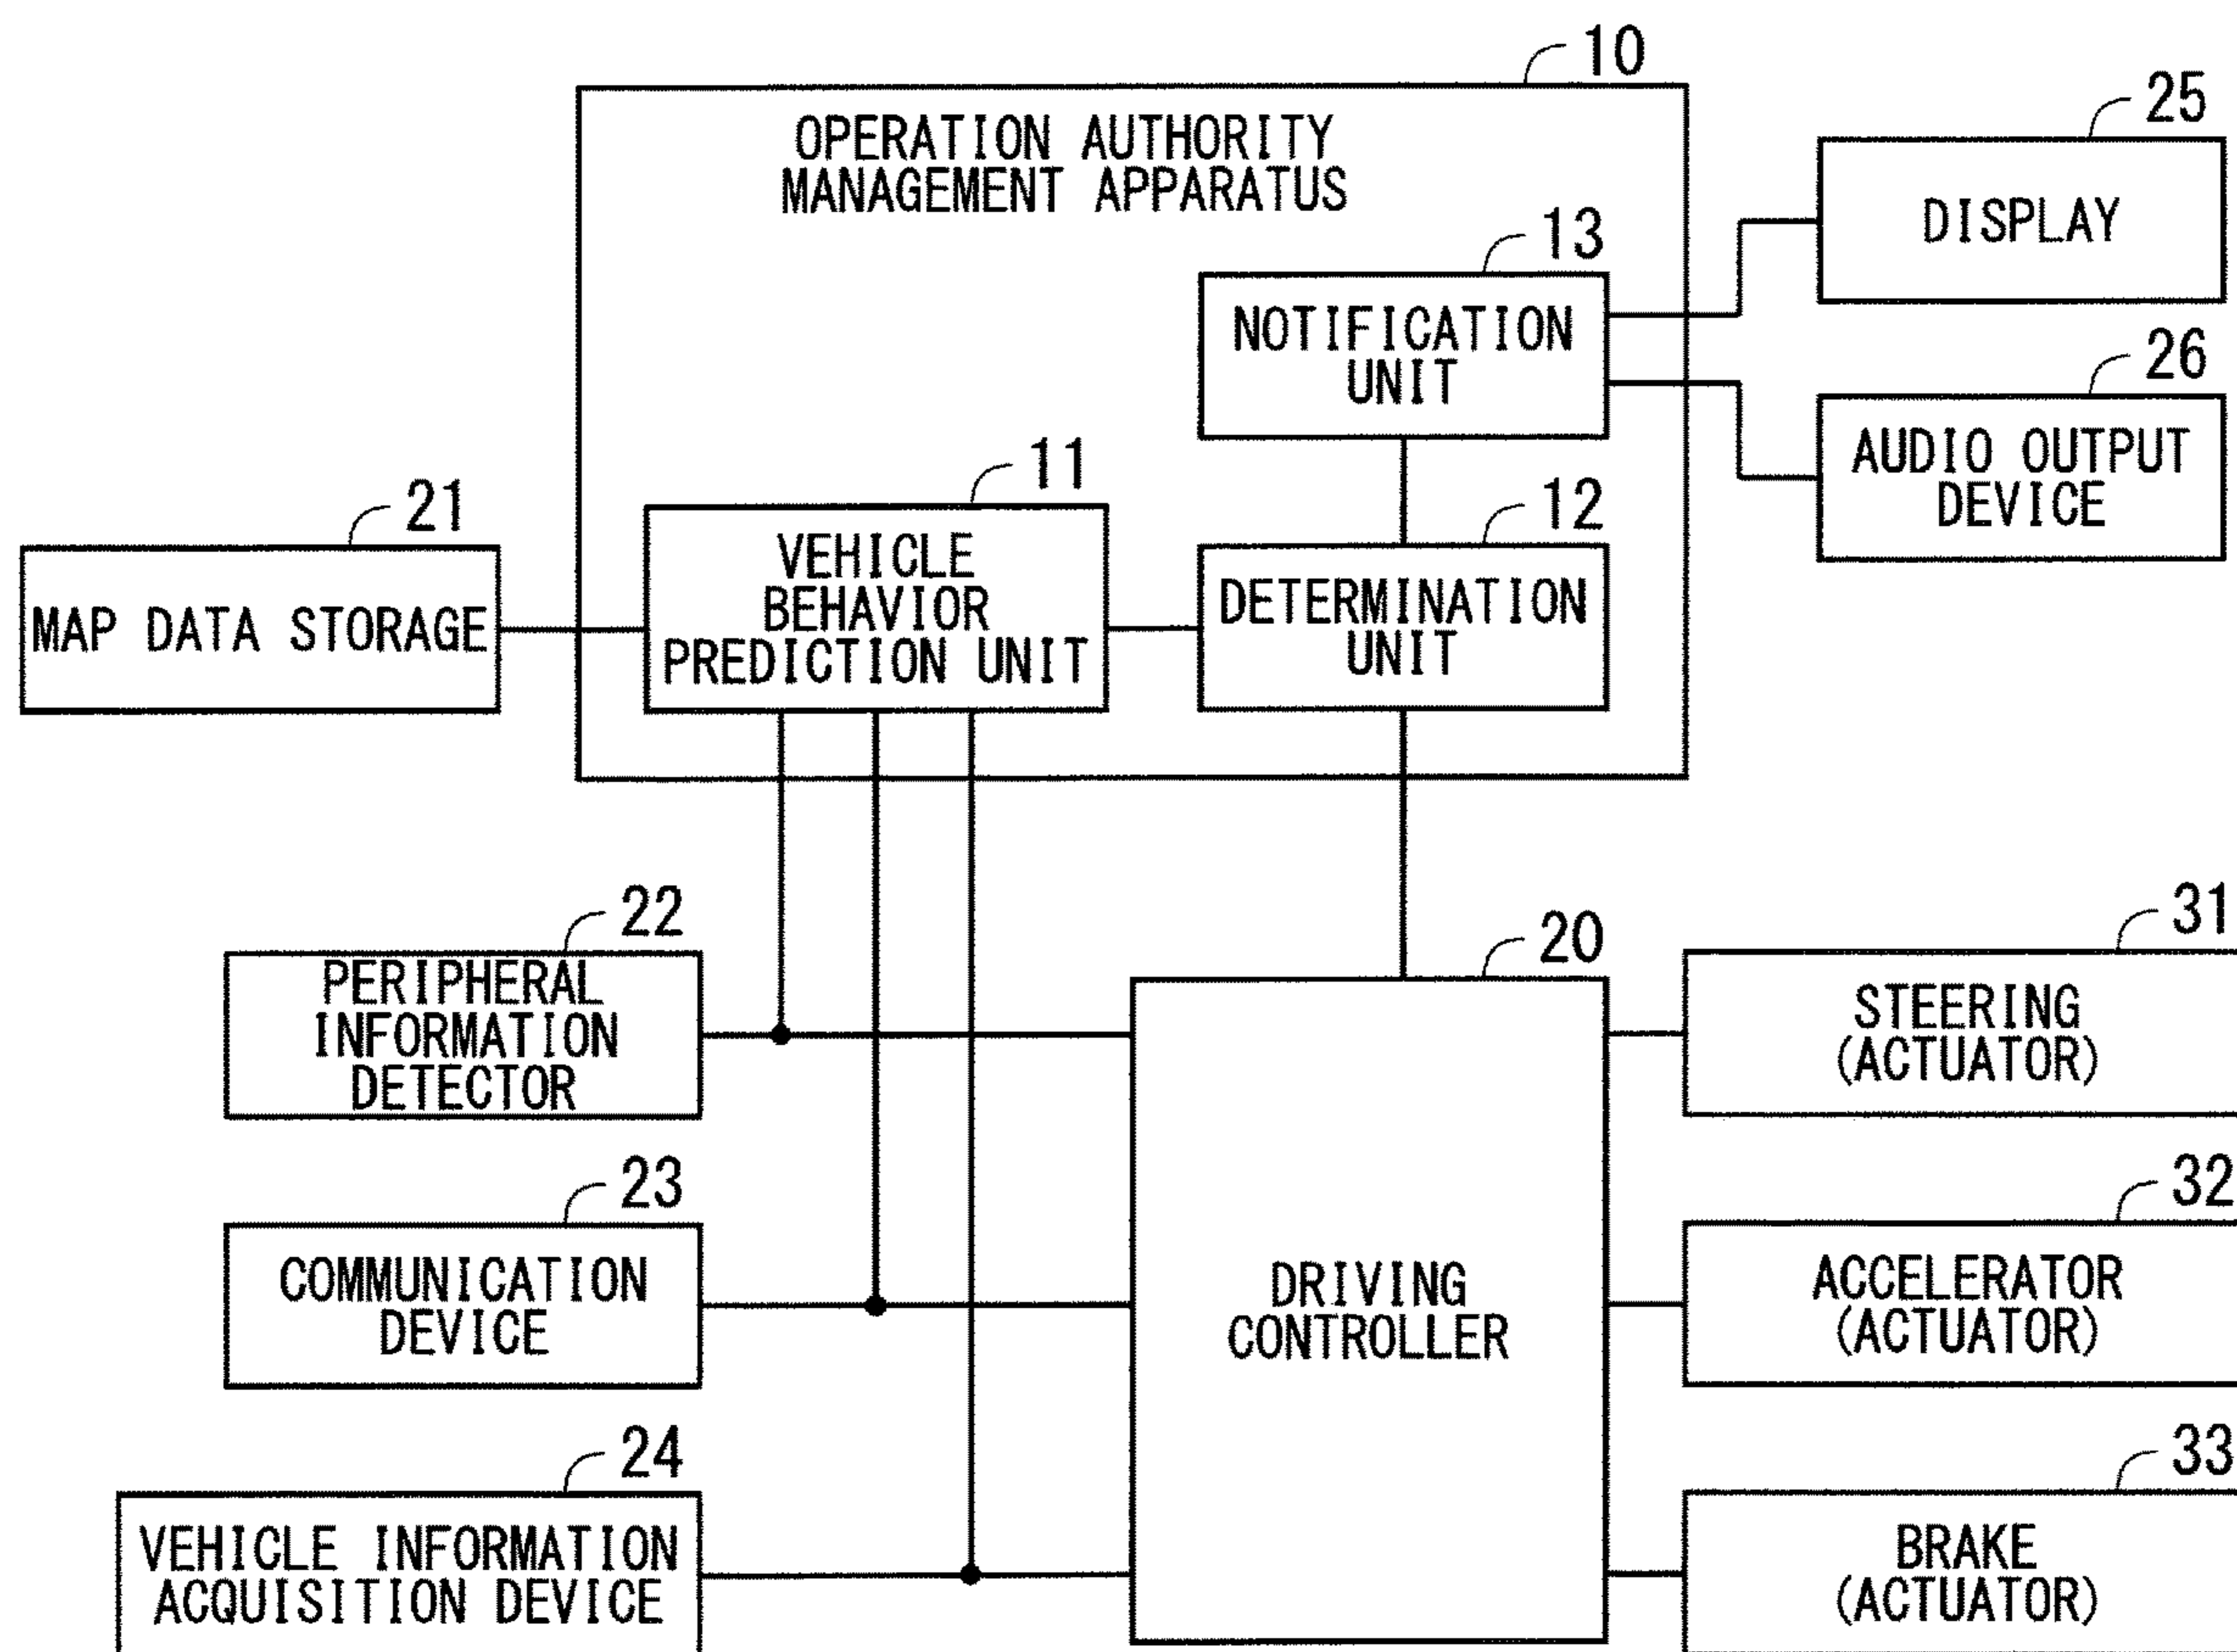 10
OPERATION AUTHORITY
MANAGEMENT APPARATUS
25
DISPLAY
13
NOTIFICATION
UNIT
26
AUDIO OUTPUT
DEVICE
21
MAP DATA STORAGE
11
VEHICLE
BEHAVIOR
PREDICTION UNIT
12
DETERMINATION
UNIT
22
PERIPHERAL
INFORMATION
DETECTOR
20
DRIVING
CONTROLLER
31
STEERING
(ACTUATOR)
23
COMMUNICATION
DEVICE
32
ACCELERATOR
(ACTUATOR)
24
VEHICLE INFORMATION
ACQUISITION DEVICE
33
BRAKE
(ACTUATOR)